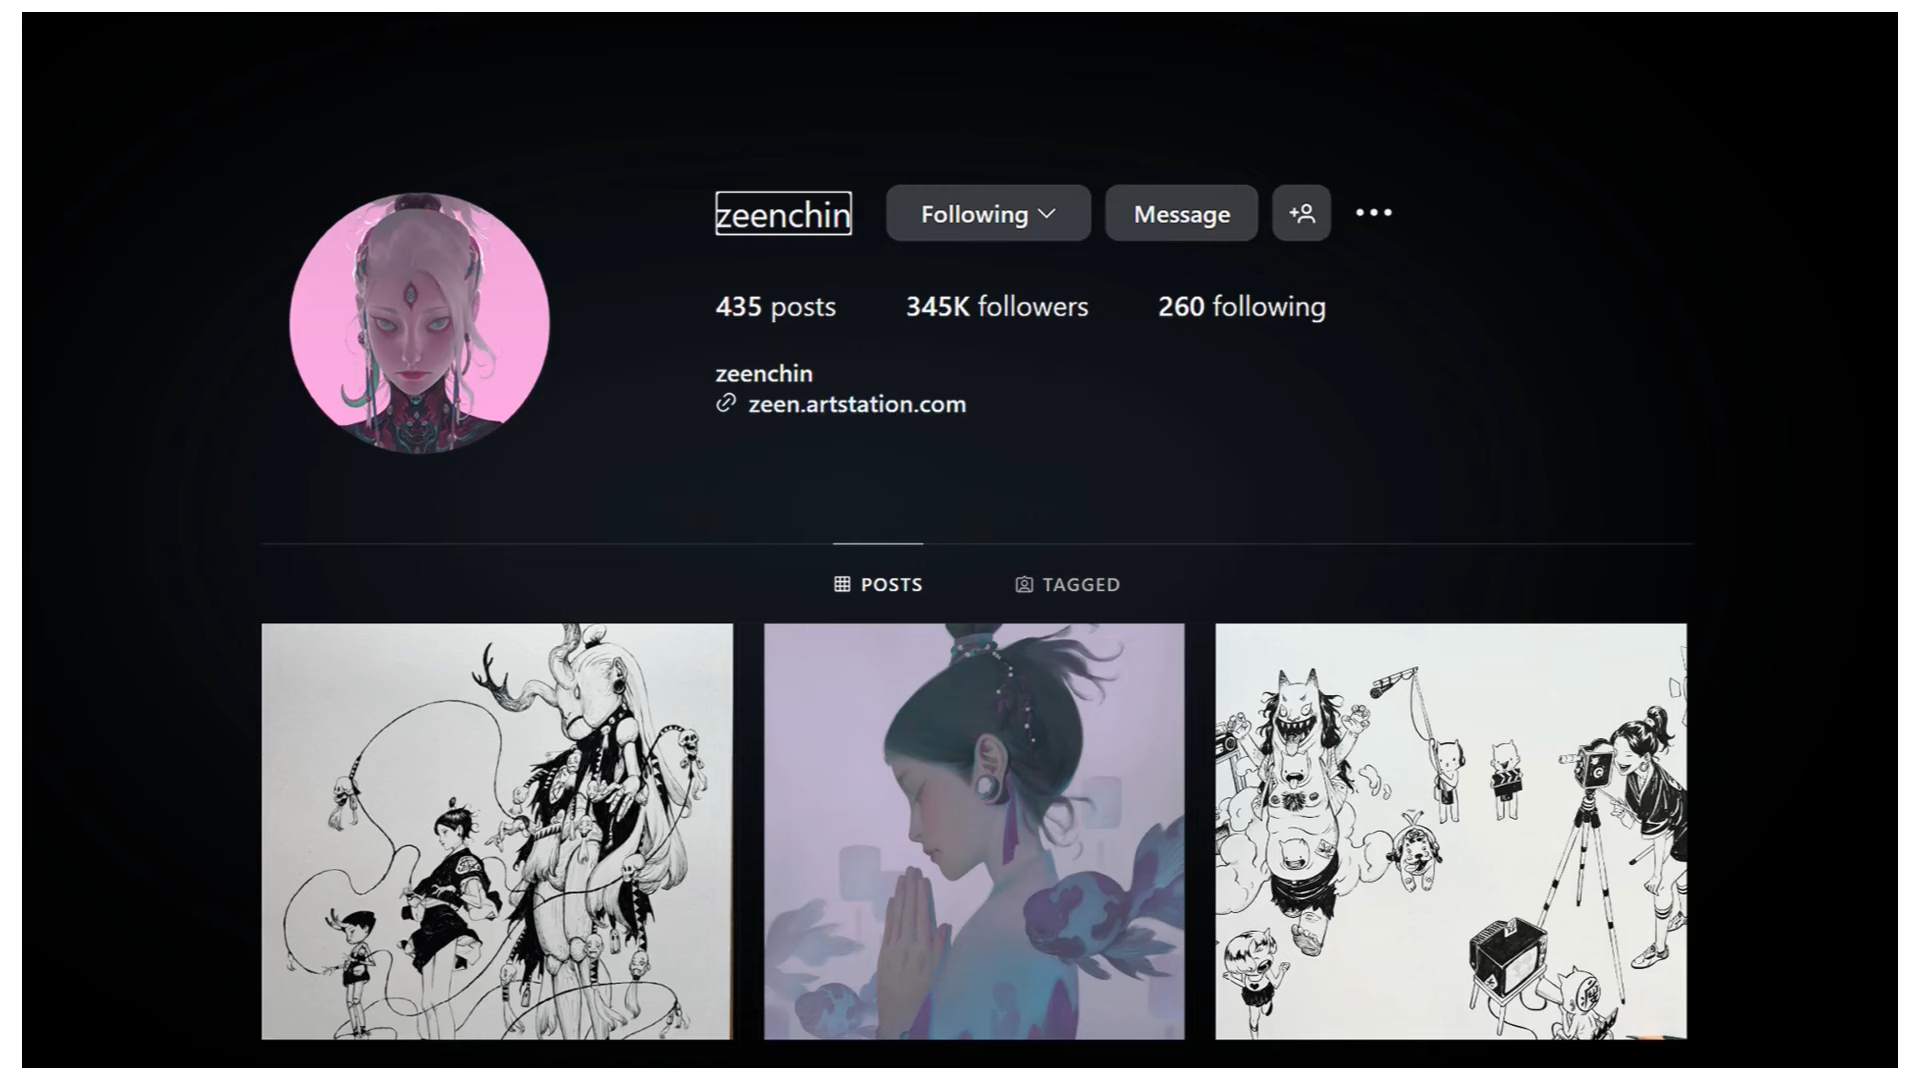 zeenchin Following Message
435 posts 345K followers 260 following
zeenchin
zeen.artstation.com
POSTS TAGGED